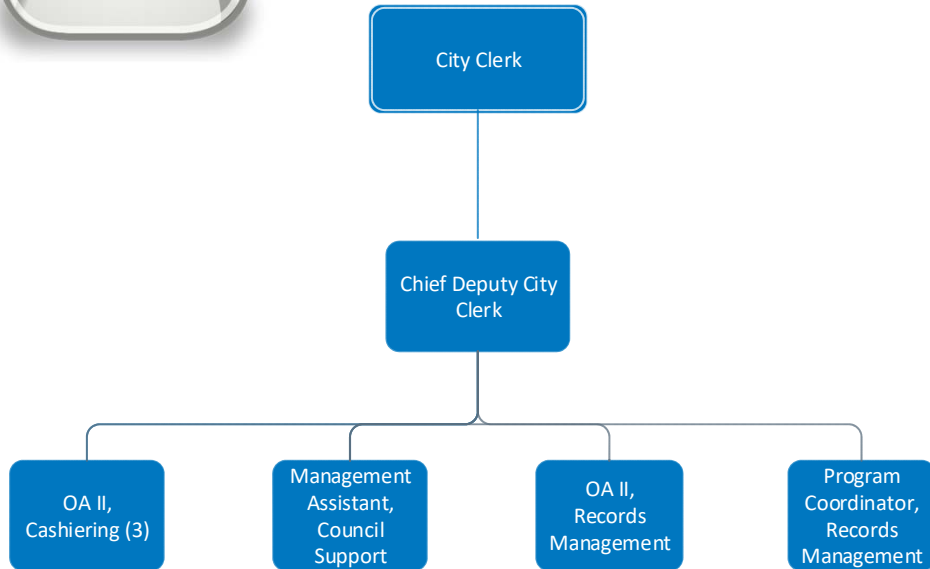 City Clerk
Chief Deputy City
Clerk
OA II,
Cashiering (3)
Management
Assistant,
Council
Support
OA II,
Records
Management
Program
Coordinator,
Records
Management